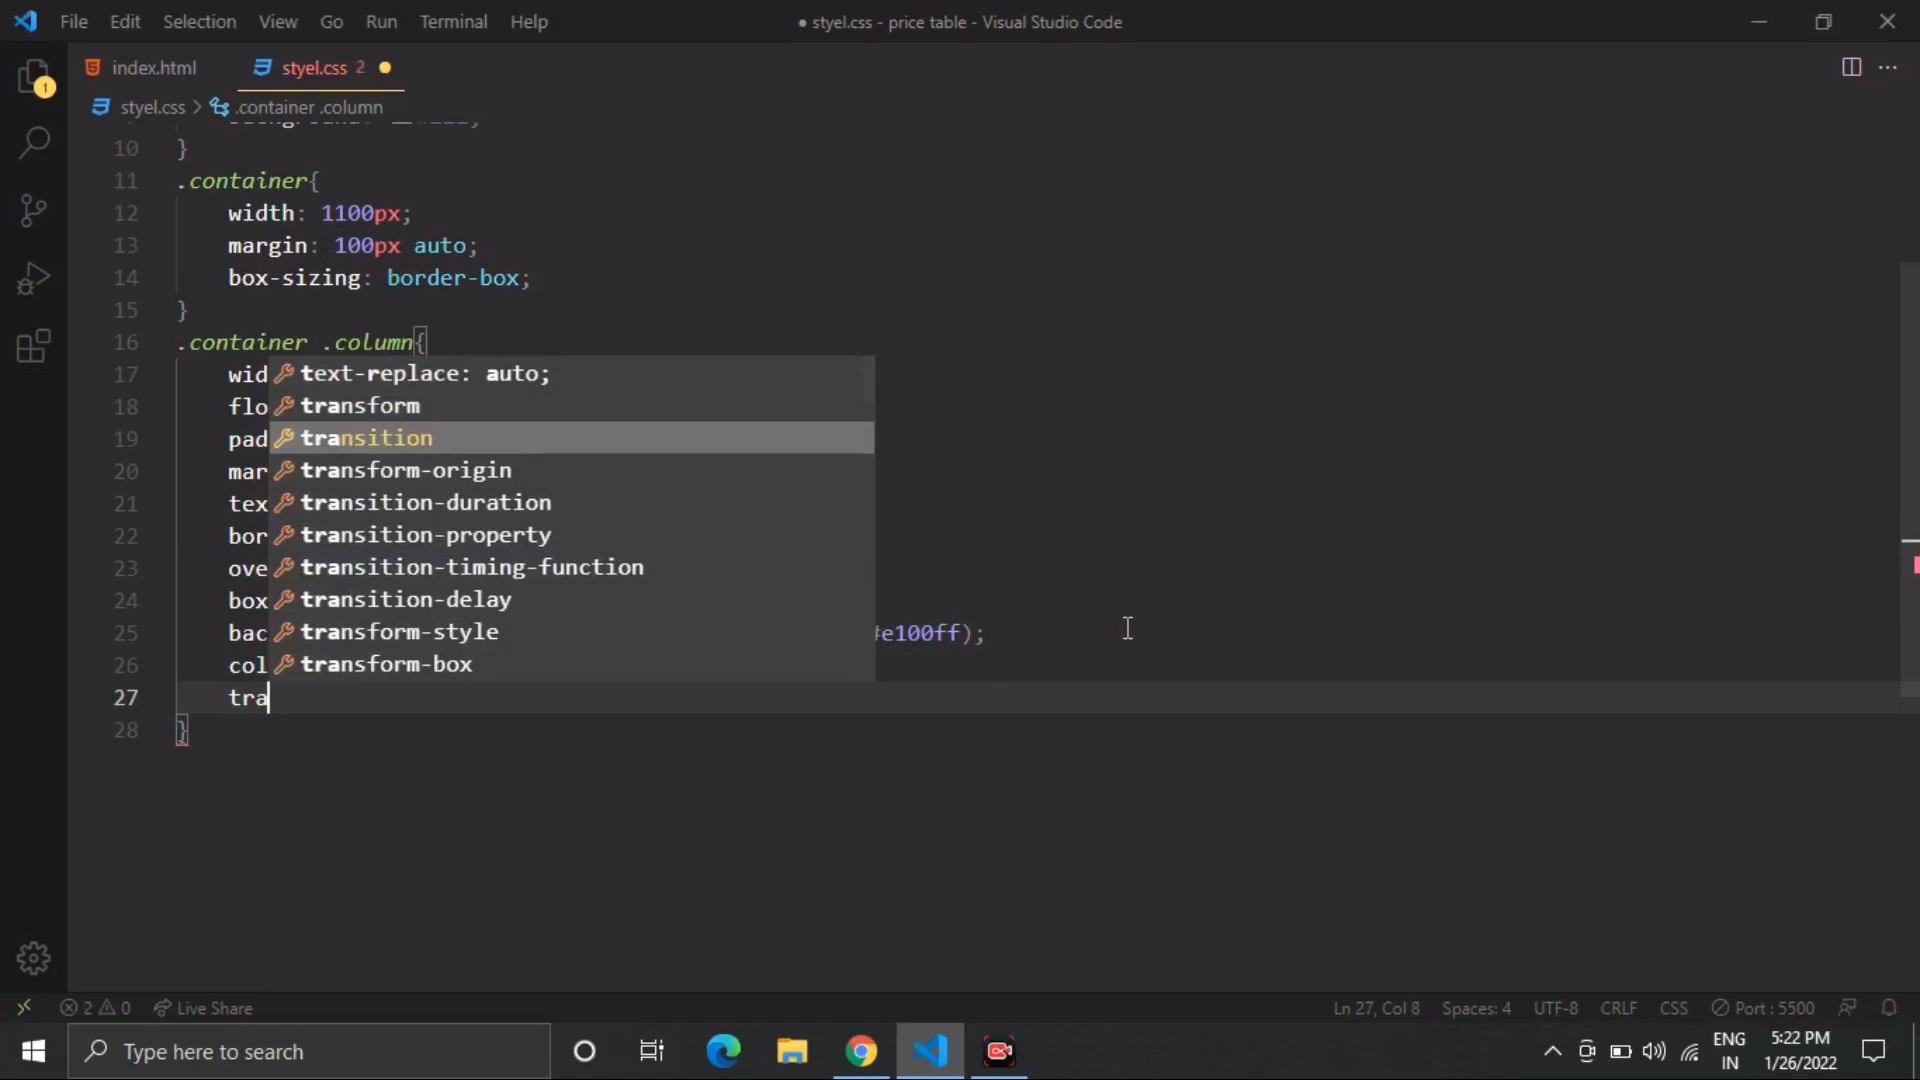 File Edit Selection View Go Run Terminal Help
● styel.css - price table - Visual Studio Code
index.html
styel.css 2 ●
styel.css > .container .column
1
10 }
11 .container{
12 width: 1100px;
13 margin: 100px auto;
14 box-sizing: border-box;
15 }
16 .container .column{
17 wid
18 flo
19 pad
20 mar
21 tex
22 bor
23 ove
24 box
25 bac #e100ff);
26 col
27 tra
28 }
text-replace: auto;
transform
transition
transform-origin
transition-duration
transition-property
transition-timing-function
transition-delay
transform-style
transform-box
2 0 Live Share
Ln 27, Col 8 Spaces: 4 UTF-8 CRLF CSS Port : 5500
Type here to search
ENG
IN
5:22 PM
1/26/2022